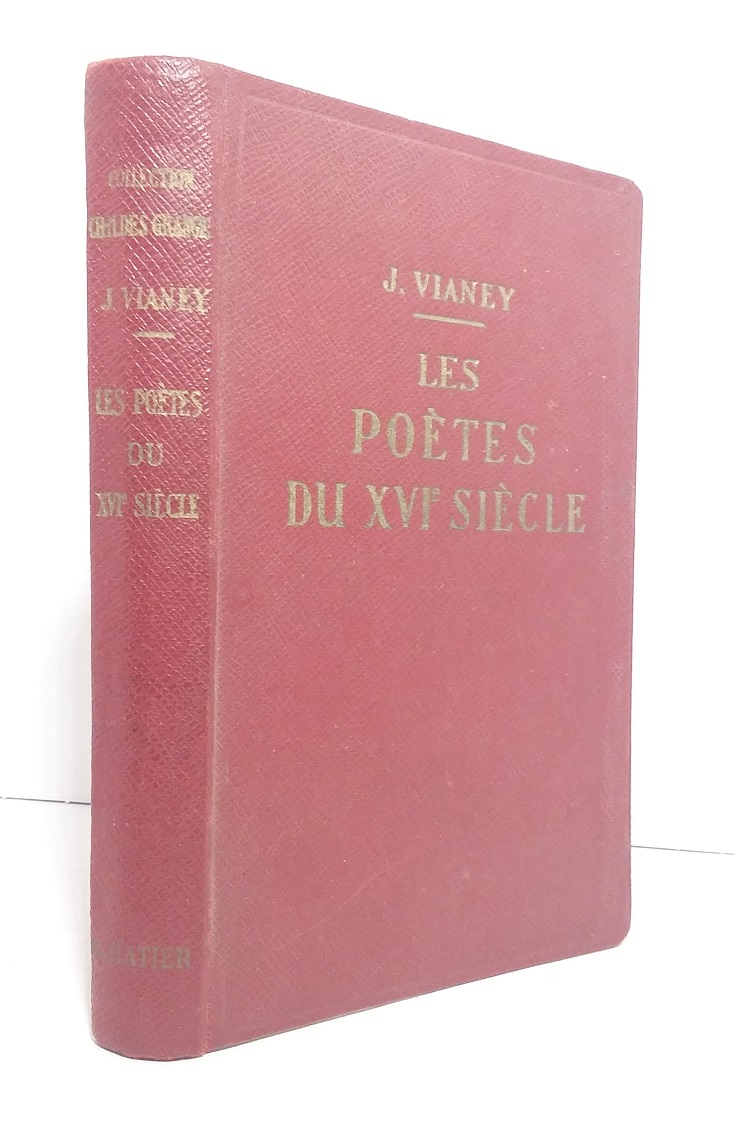 COLLECTION
J. VIANEY
LES POÈTES
DU
XVIe SIÈCLE
HATIER
J. VIANEY
LES
POÈTES
DU XVIe SIÈCLE